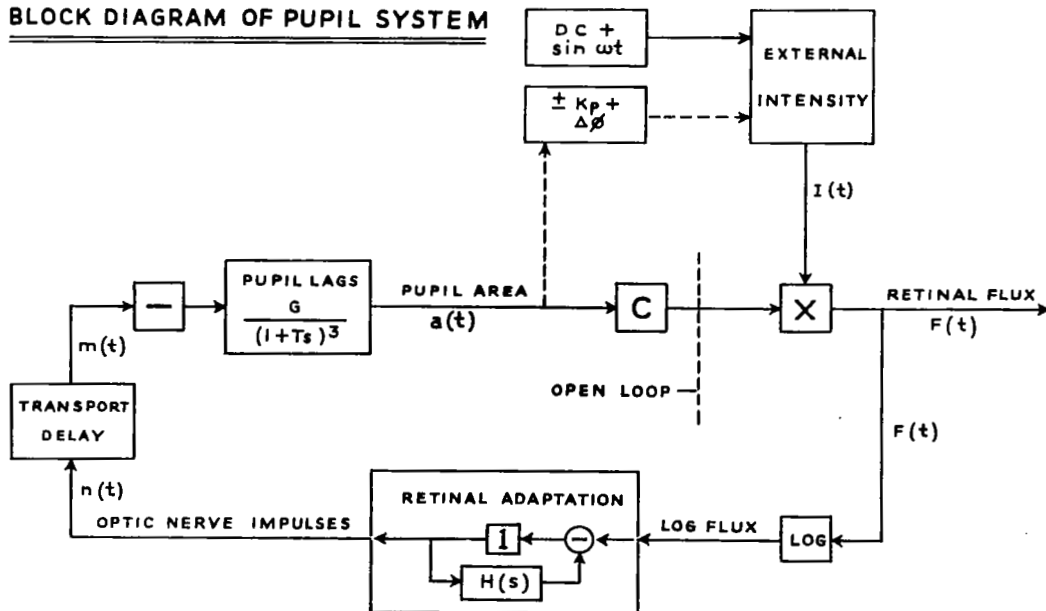 BLOCK DIAGRAM OF PUPIL SYSTEM
DC +
sin ωt
± Kp +
Δø
EXTERNAL
INTENSITY
I(t)
PUPIL LAGS
G
(1+Ts)³
−
m(t)
PUPIL AREA
a(t)
C
X
RETINAL FLUX
F(t)
OPEN LOOP
TRANSPORT
DELAY
F(t)
n(t)
OPTIC NERVE IMPULSES
RETINAL ADAPTATION
1
−
H(s)
LOG FLUX
LOG